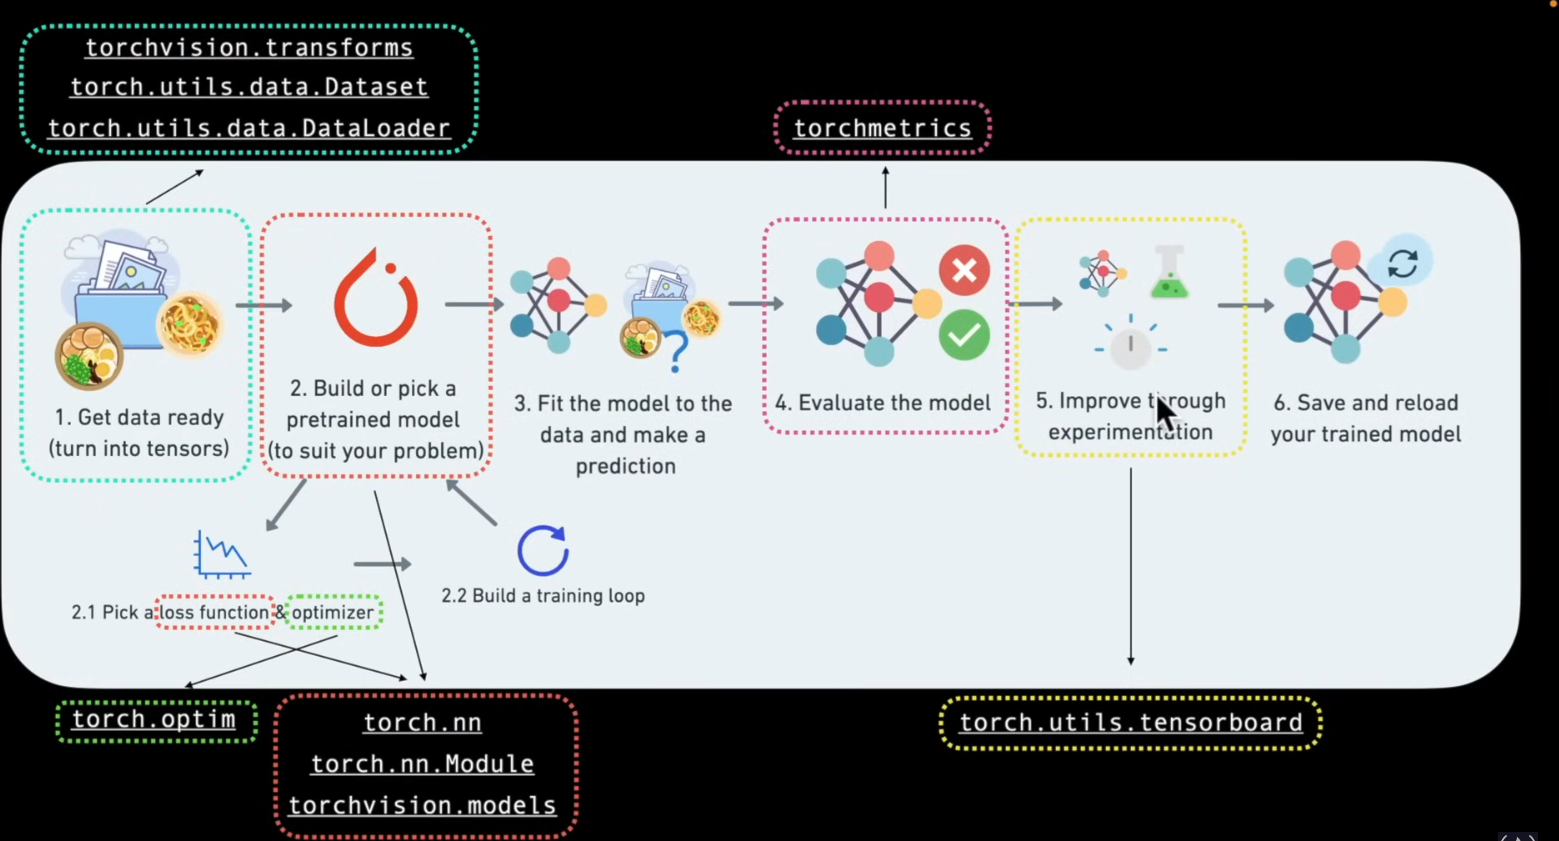 torchvision.transforms
torch.utils.data.Dataset
torch.utils.data.DataLoader
torchmetrics
1. Get data ready
(turn into tensors)
2. Build or pick a
pretrained model
(to suit your problem)
3. Fit the model to the
data and make a
prediction
4. Evaluate the model
5. Improve through
experimentation
6. Save and reload
your trained model
2.1 Pick a loss function & optimizer
2.2 Build a training loop
torch.optim
torch.nn
torch.nn.Module
torchvision.models
torch.utils.tensorboard